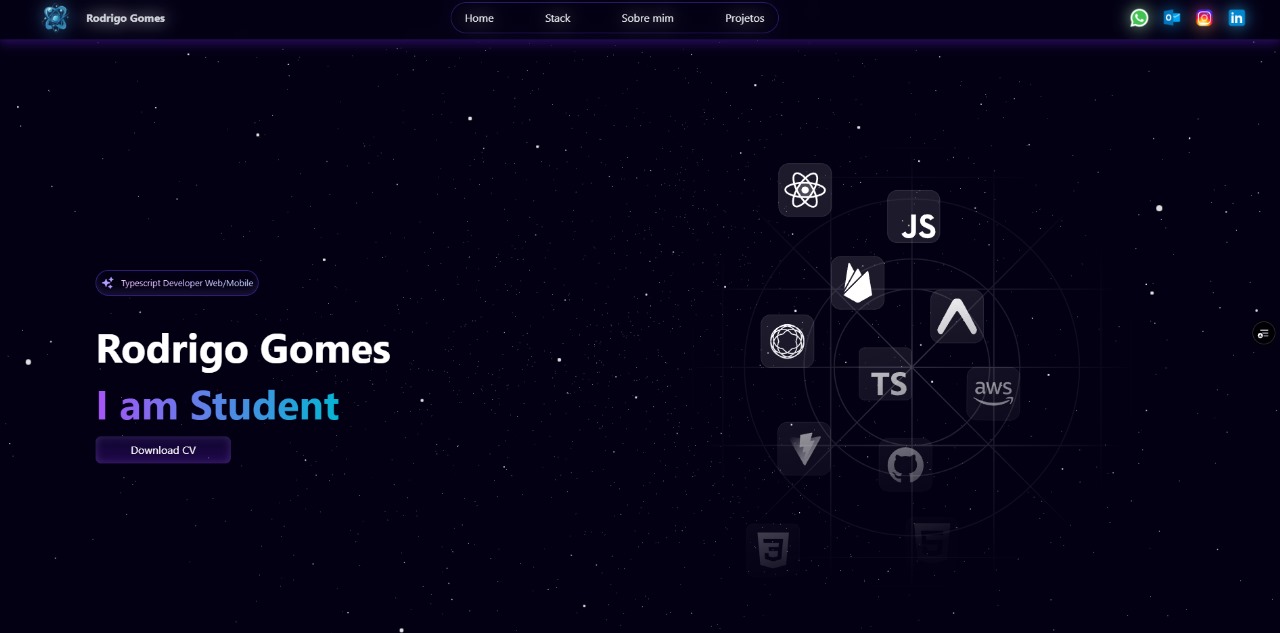 Rodrigo Gomes
Home Stack Sobre mim Projetos
JS
Typescript Developer Web/Mobile
Rodrigo Gomes
TS
aws
I am Student
Download CV
3
5